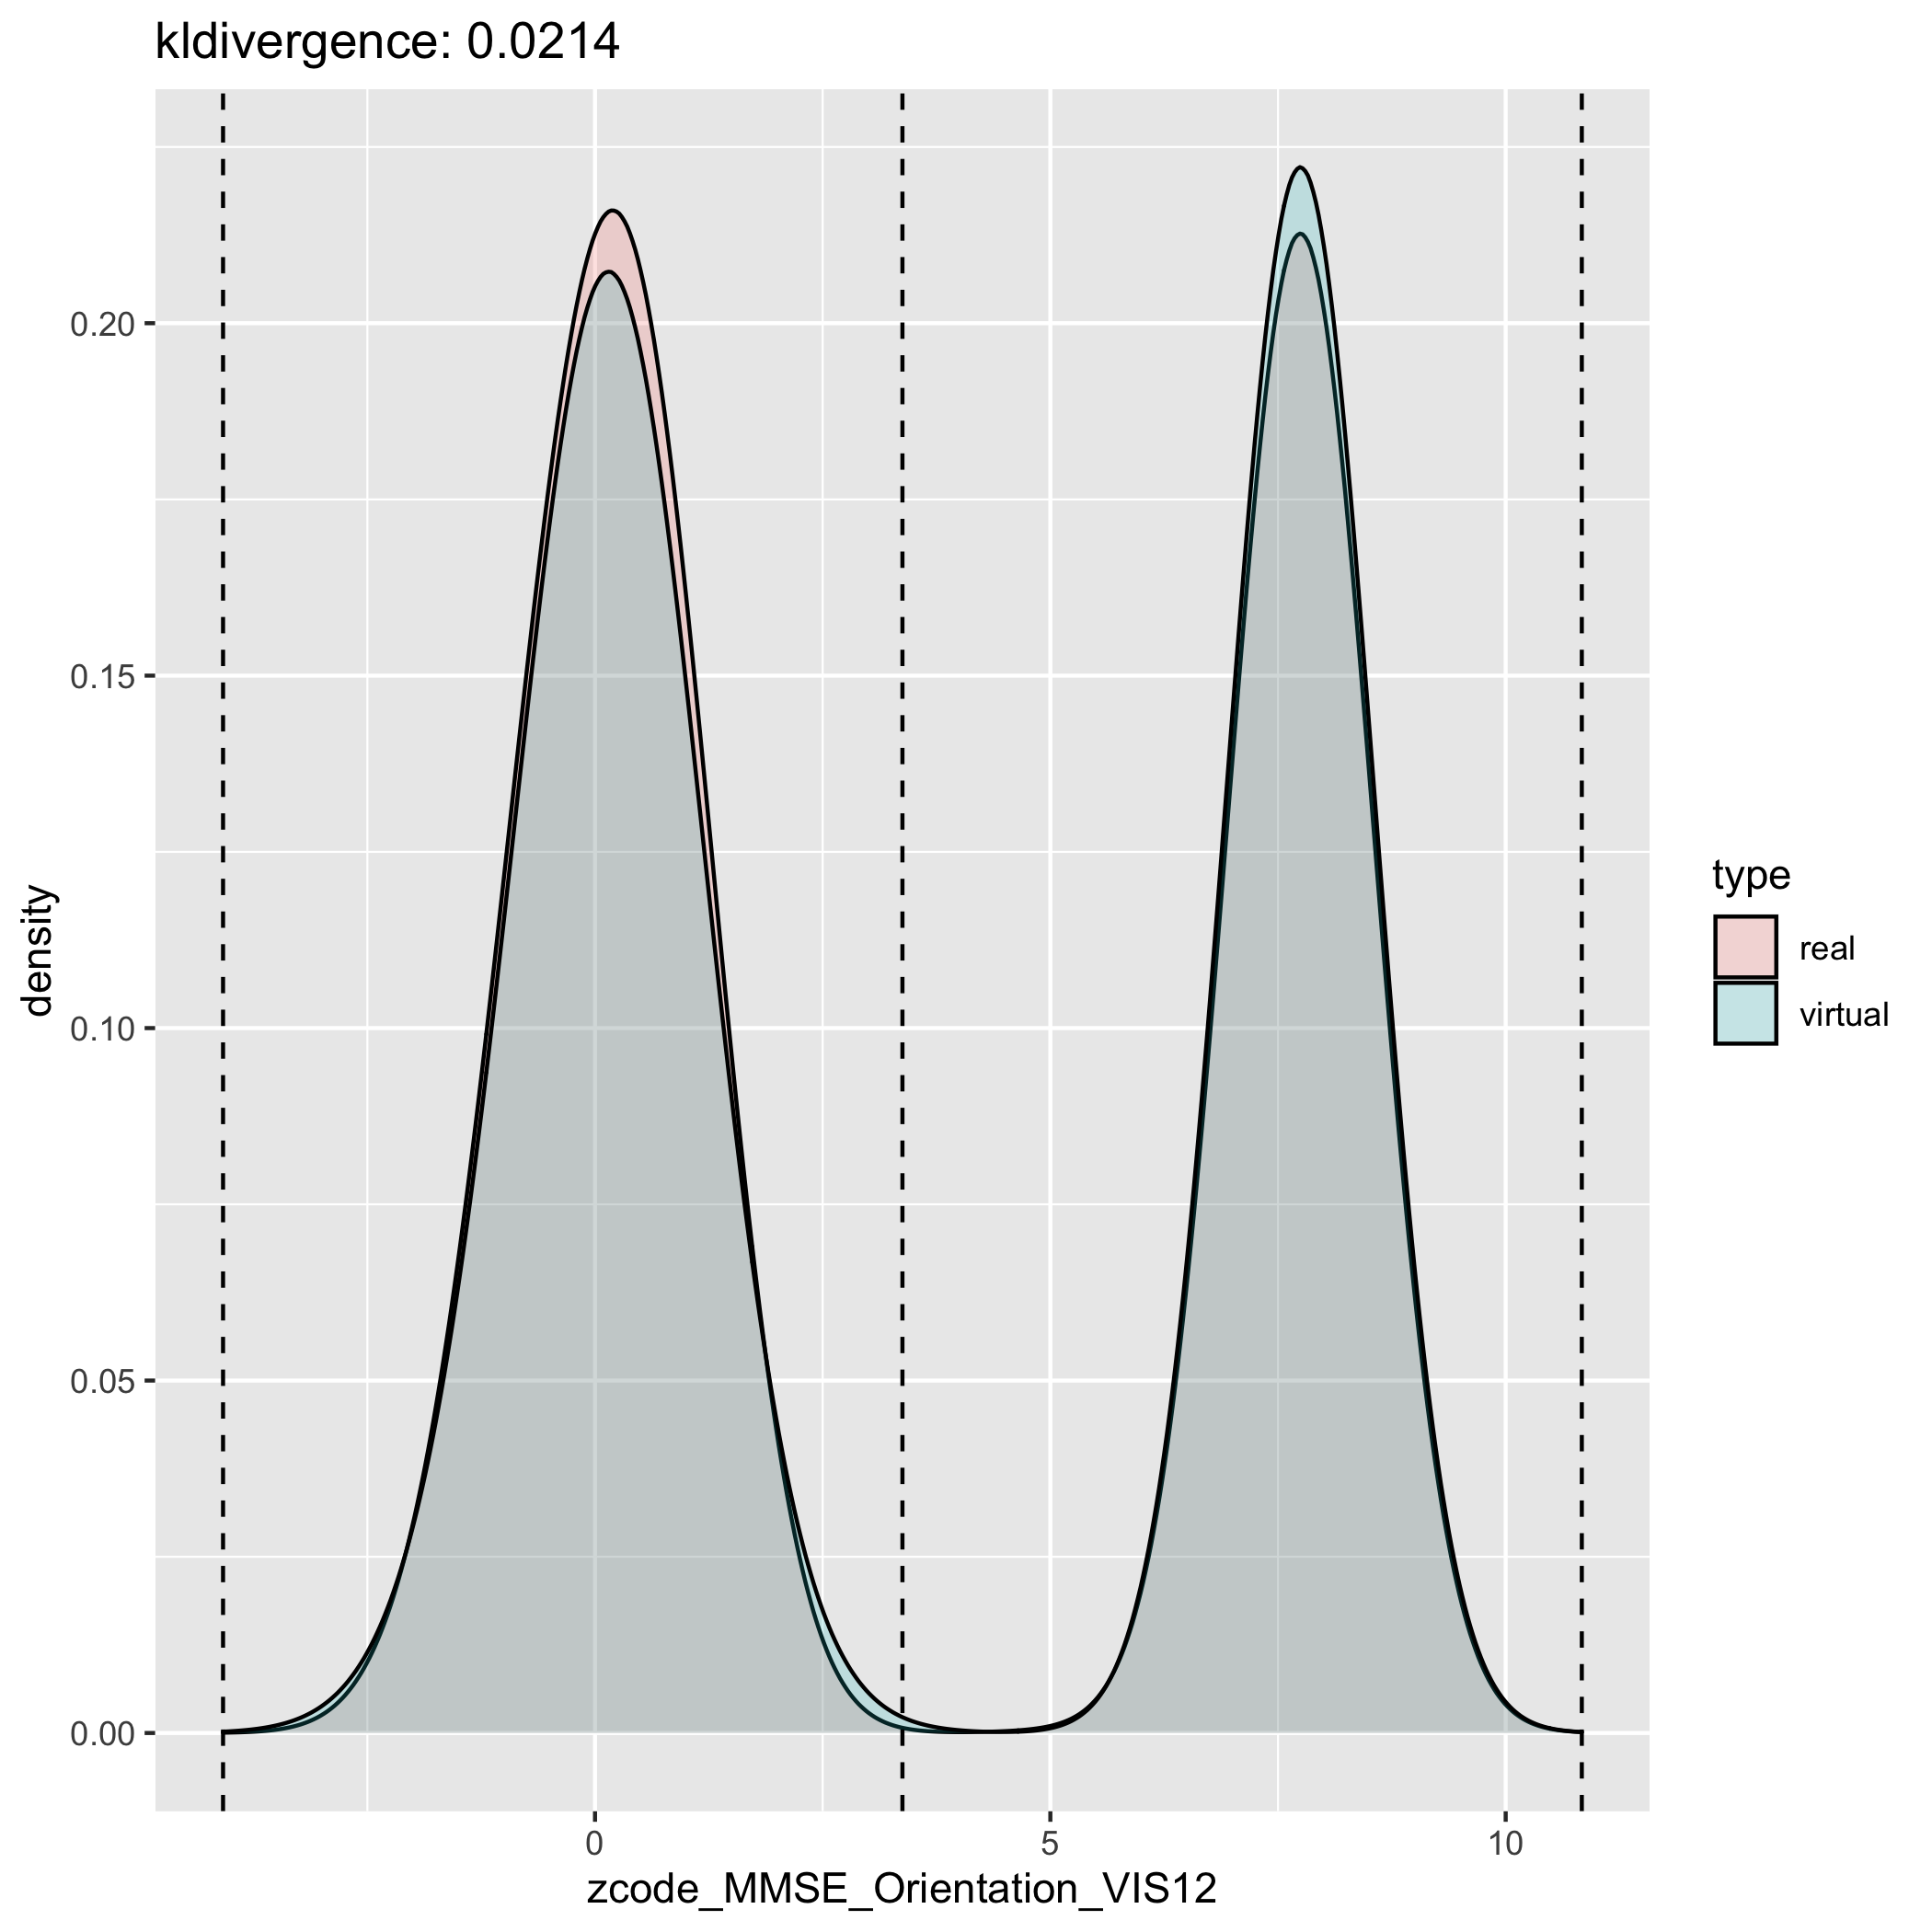 kldivergence: 0.0214
density
0.20
0.15
0.10
0.05
0.00
0
5
10
zcode_MMSE_Orientation_VIS12
type
real
virtual